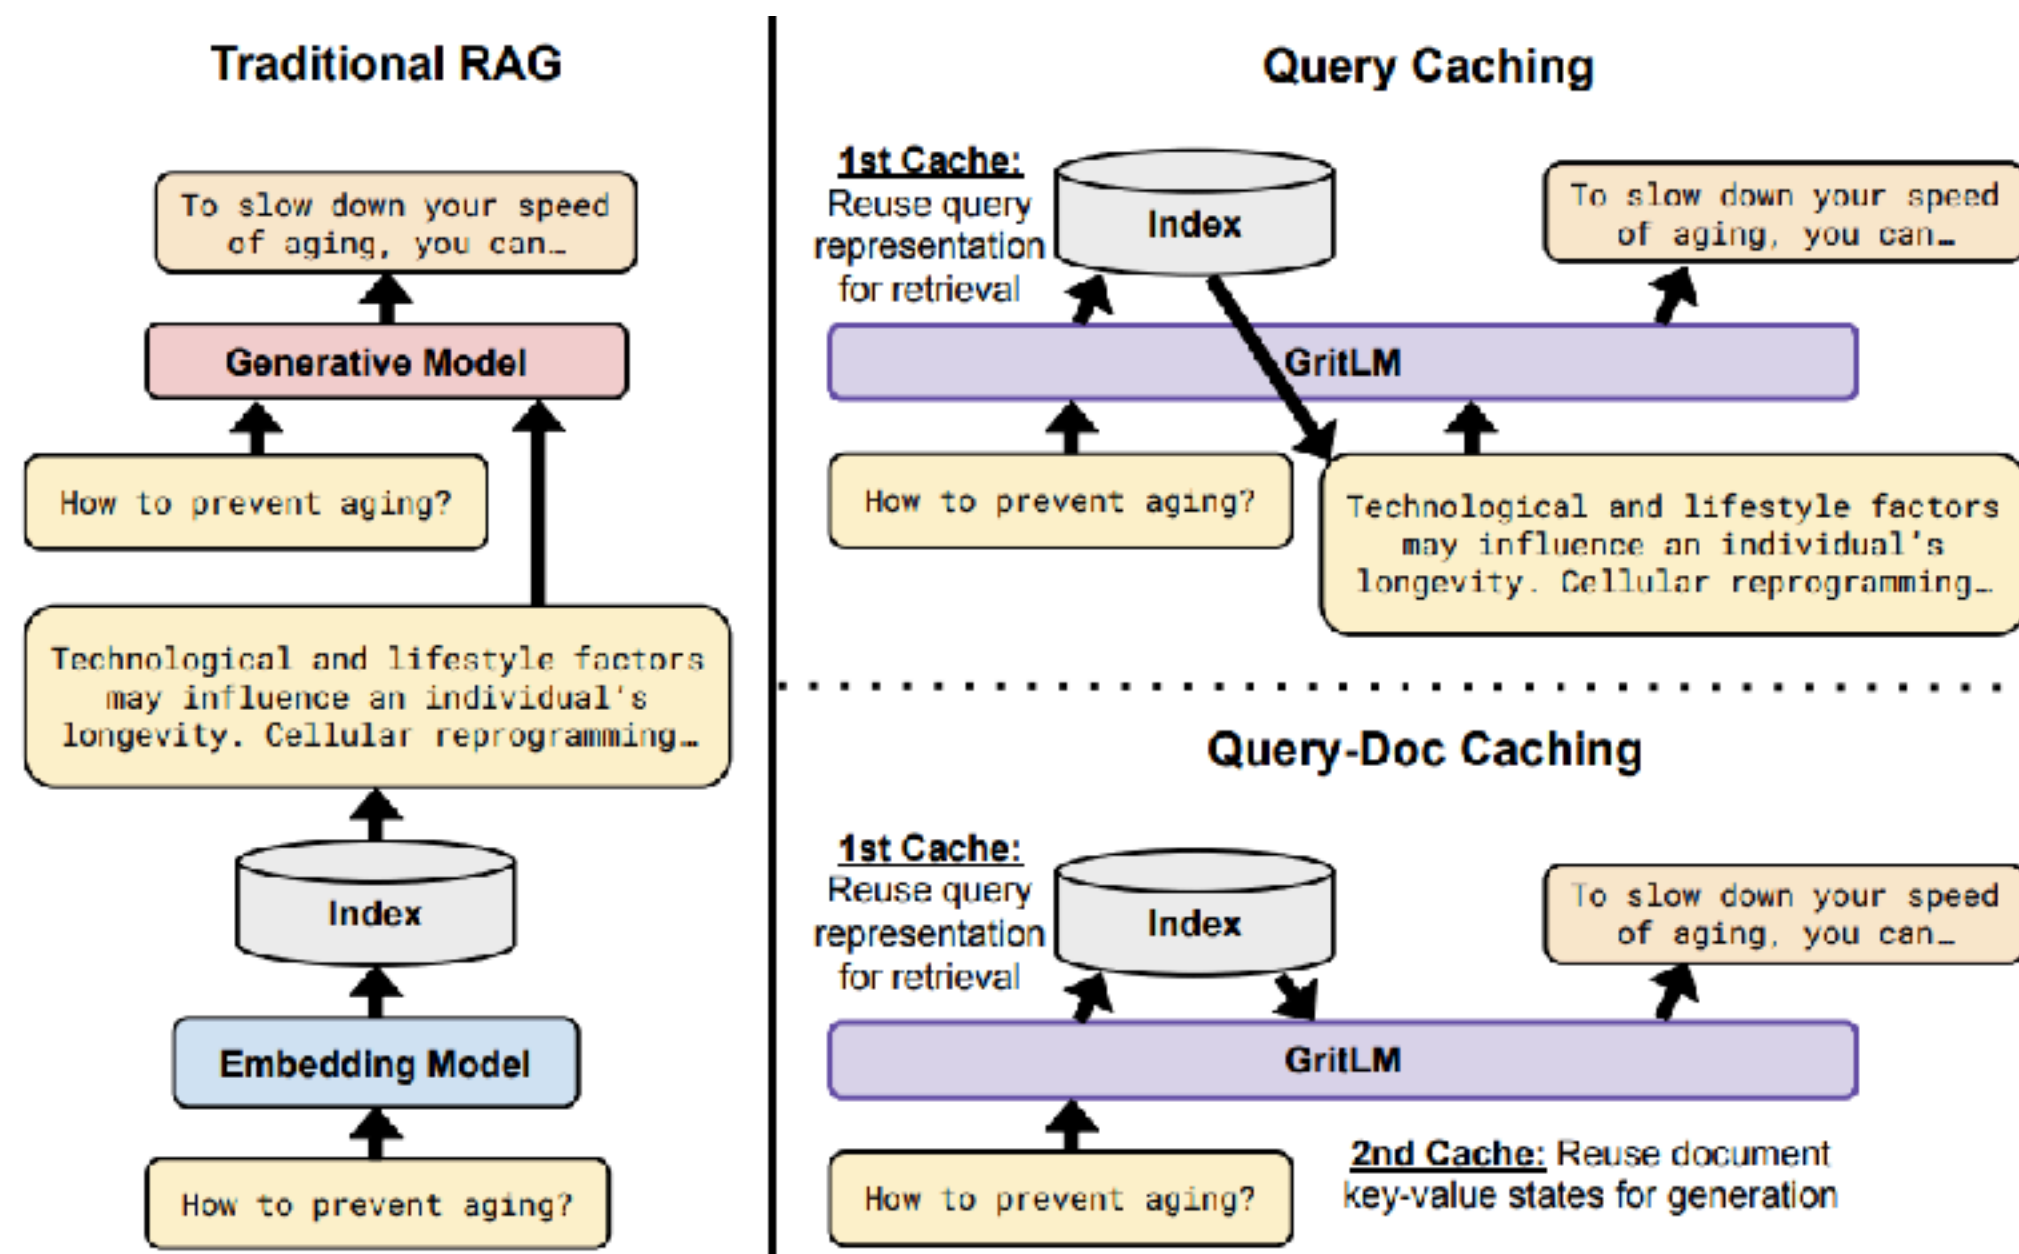 Traditional RAG
To slow down your speed
of aging, you can…
Generative Model
How to prevent aging?
Technological and lifestyle factors
may influence an individual's
longevity. Cellular reprogramming…
Index
Embedding Model
How to prevent aging?
Query Caching
1st Cache:
Reuse query
representation
for retrieval
Index
To slow down your speed
of aging, you can…
GritLM
How to prevent aging?
Technological and lifestyle factors
may influence an individual's
longevity. Cellular reprogramming…
Query-Doc Caching
1st Cache:
Reuse query
representation
for retrieval
Index
To slow down your speed
of aging, you can…
GritLM
How to prevent aging?
2nd Cache: Reuse document
key-value states for generation